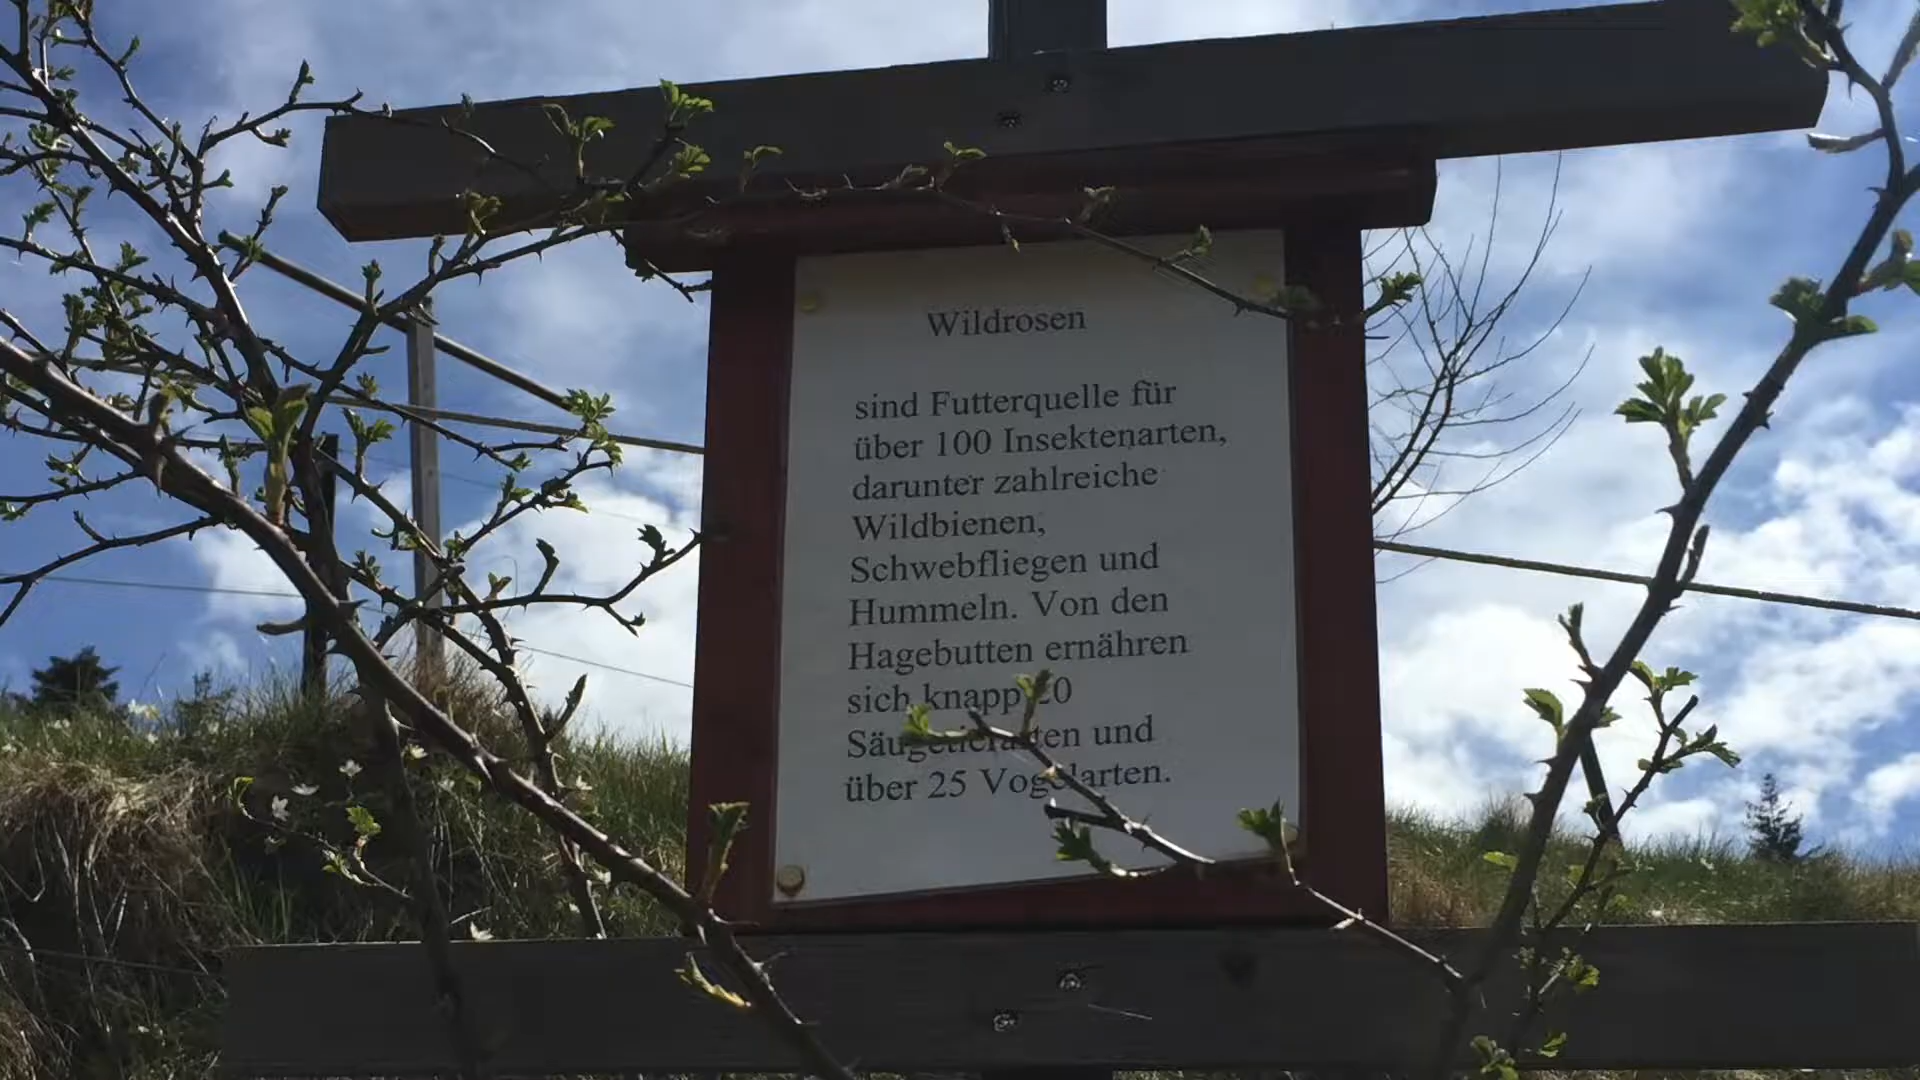 Wildrosen
sind Futterquelle für
über 100 Insektenarten,
darunter zahlreiche
Wildbienen,
Schwebfliegen und
Hummeln. Von den
Hagebutten ernähren
sich knapp 20
Säugetierarten und
über 25 Vogelarten.